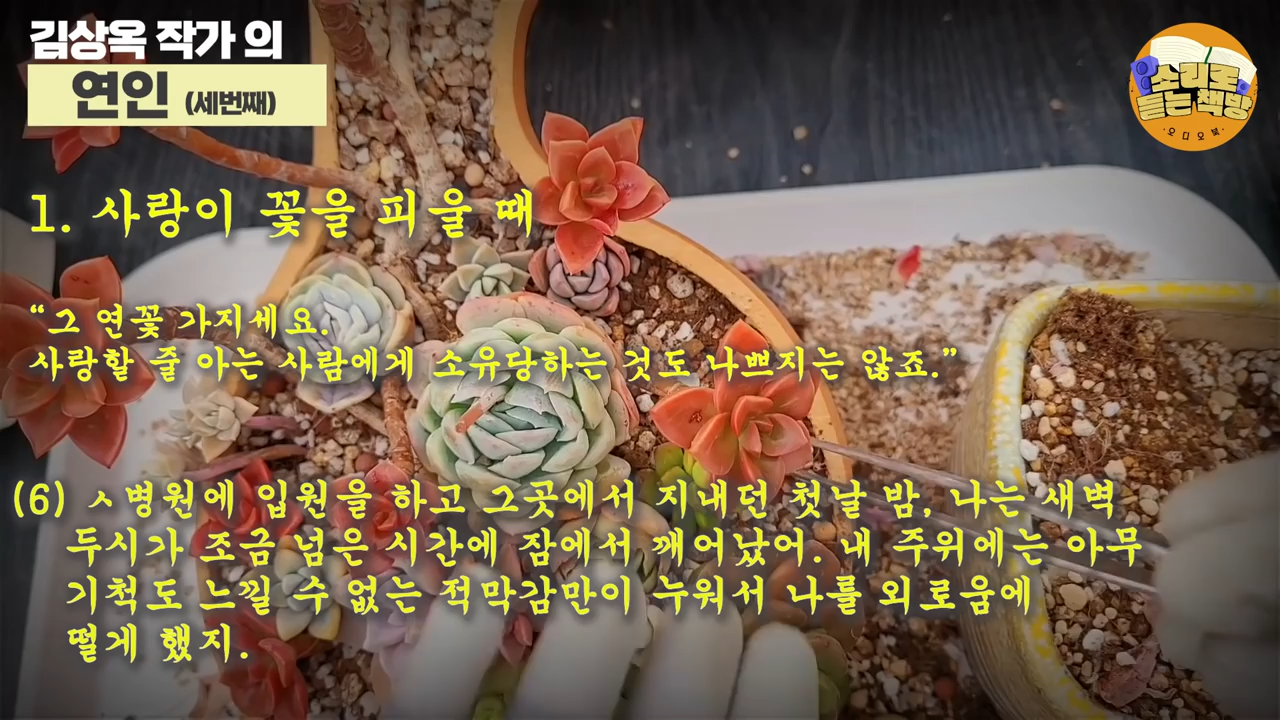 김상옥 작가 의
연인 (세번째)
소리로
듣는 책방
·오디오북·
1. 사랑이 꽃을 피울 때
“그 연꽃 가지세요.
사랑할 줄 아는 사람에게 소유당하는 것도 나쁘지는 않죠.”
(6) ㅅ병원에 입원을 하고 그곳에서 지내던 첫날 밤, 나는 새벽
두시가 조금 넘은 시간에 잠에서 깨어났어. 내 주위에는 아무
기척도 느낄 수 없는 적막감만이 누워서 나를 외로움에
떨게 했지.